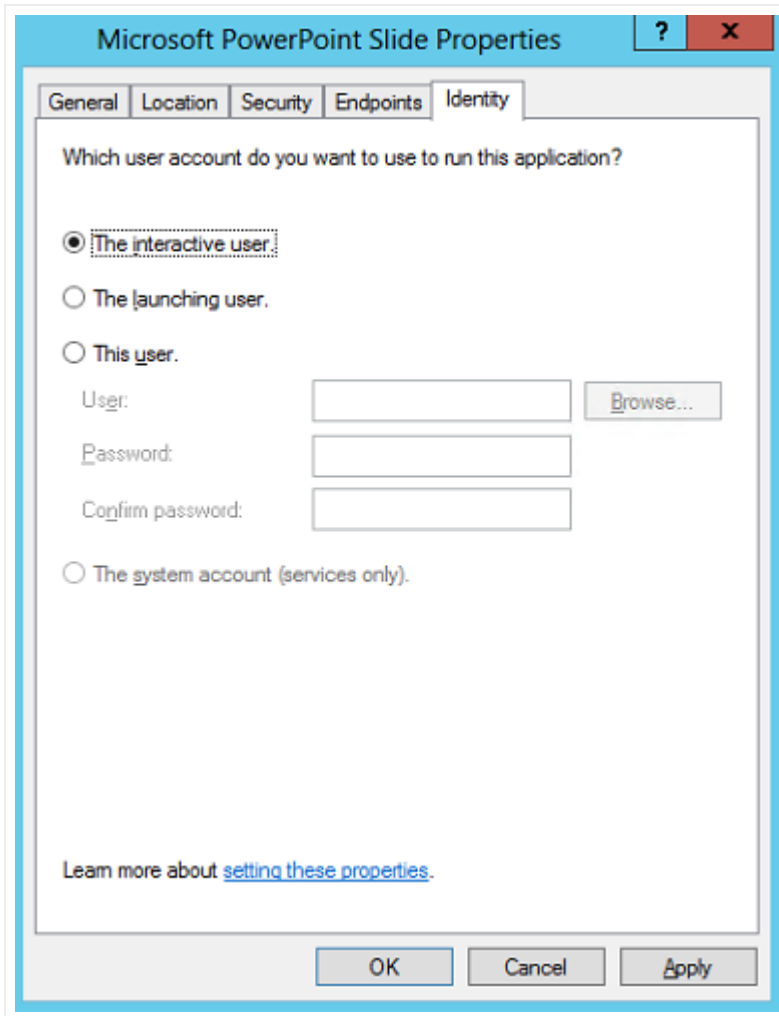 Microsoft PowerPoint Slide Properties
?
x
General Location Security Endpoints Identity
Which user account do you want to use to run this application?
The interactive user.
The launching user.
This user.
User:
Browse...
Password:
Confirm password:
The system account (services only).
Learn more about setting these properties.
OK Cancel Apply